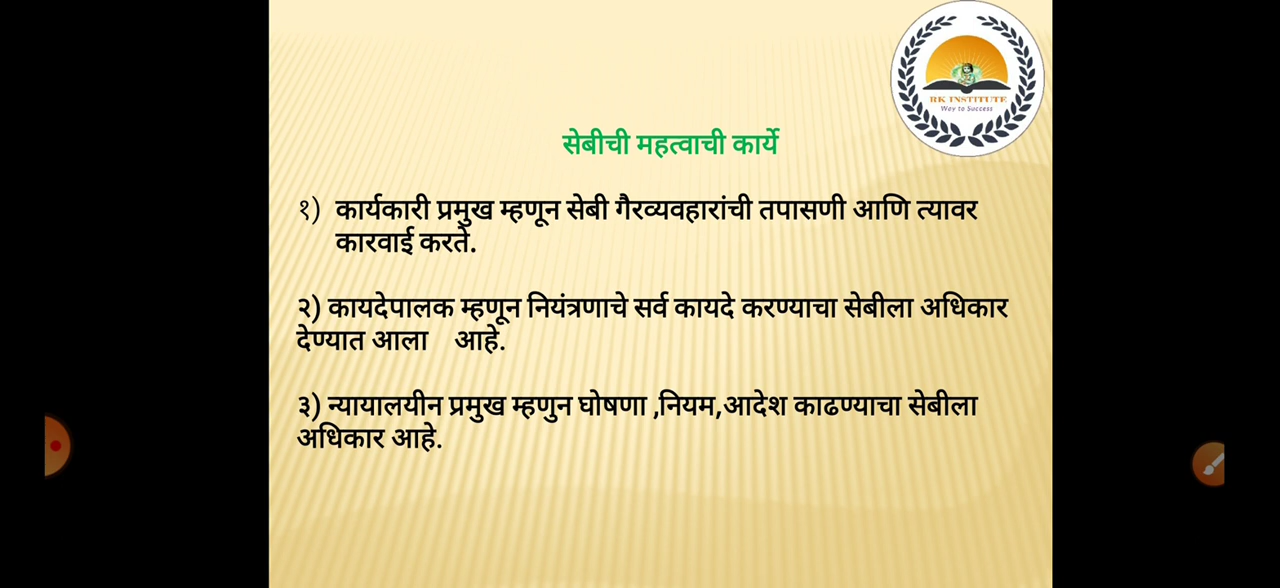 RK INSTITUTE
Way to Success
सेबीची महत्वाची कार्ये
१) कार्यकारी प्रमुख म्हणून सेबी गैरव्यवहारांची तपासणी आणि त्यावर
कारवाई करते.
२) कायदेपालक म्हणून नियंत्रणाचे सर्व कायदे करण्याचा सेबीला अधिकार
देण्यात आला आहे.
३) न्यायालयीन प्रमुख म्हणुन घोषणा ,नियम,आदेश काढण्याचा सेबीला
अधिकार आहे.